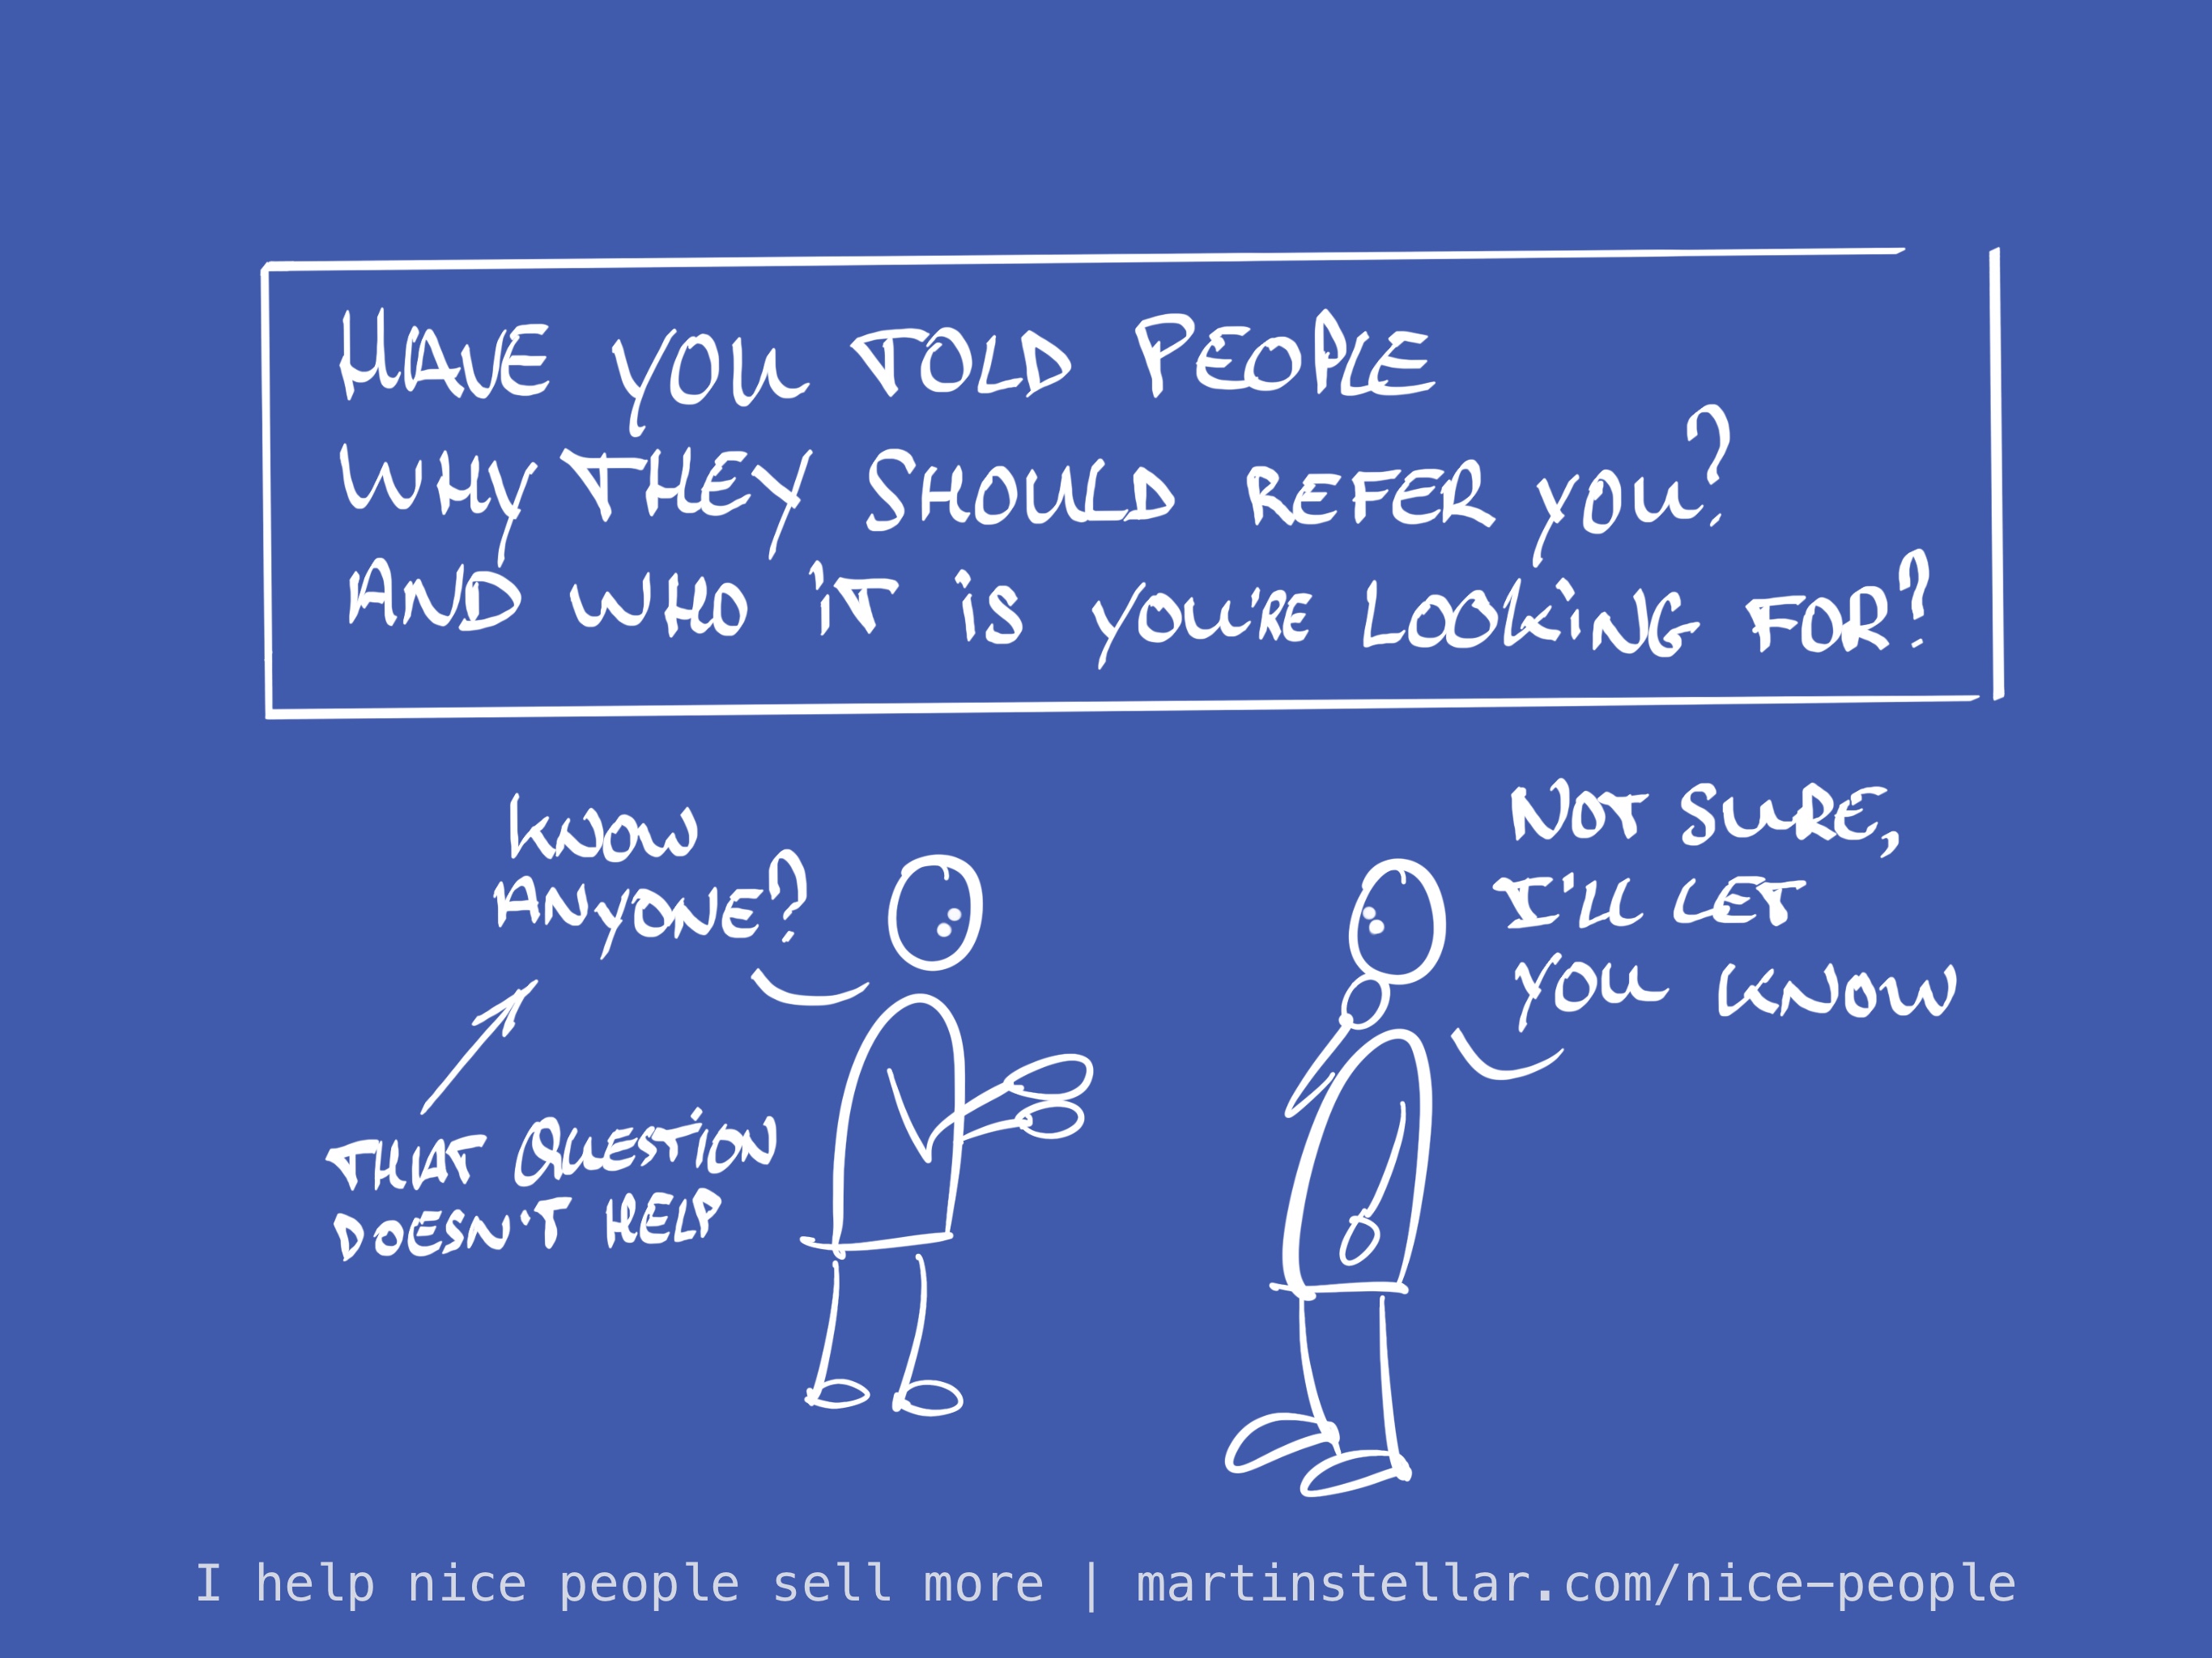 HAVE YOU TOLD PEOPLE
WHY THEY SHOULD REFER YOU?
AND WHO IT IS YOU'RE LOOKING FOR?
KNOW
ANYONE?
NOT SURE,
I'LL LET
YOU KNOW
THAT QUESTION
DOESN'T HELP
I help nice people sell more | martinstellar.com/nice-people